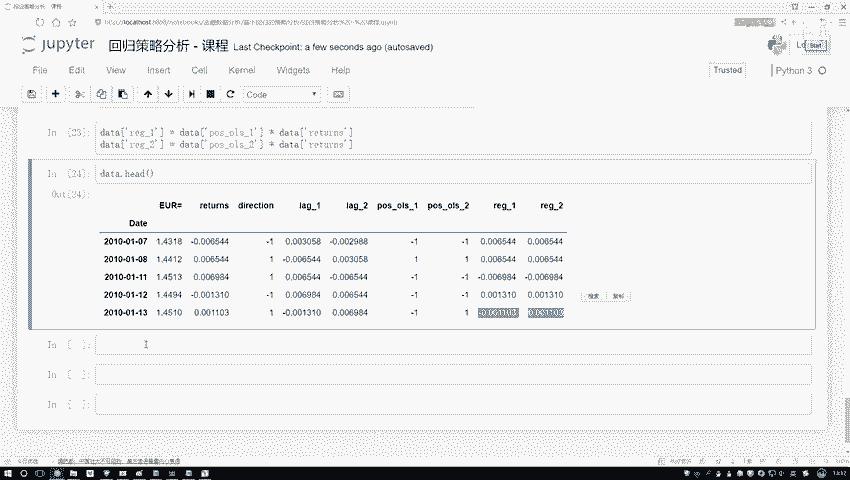 jupyter 回归策略分析 - 课程 Last Checkpoint: a few seconds ago (autosaved)
File Edit View Insert Cell Kernel Widgets Help
Trusted
Python 3
Code
In [23]: data['reg_1'] = data['pos_ols_1'] * data['returns']
data['reg_2'] = data['pos_ols_2'] * data['returns']
In [24]: data.head()
Out[24]:
EUR= returns direction lag_1 lag_2 pos_ols_1 pos_ols_2 reg_1 reg_2
Date
2010-01-07 1.4318 -0.006544 -1 0.003058 -0.002988 -1 -1 0.006544 0.006544
2010-01-08 1.4412 0.006544 1 -0.006544 0.003058 1 1 0.006544 0.006544
2010-01-11 1.4513 0.006984 1 0.006544 -0.006544 -1 -1 -0.006984 -0.006984
2010-01-12 1.4494 -0.001310 -1 0.006984 0.006544 -1 -1 0.001310 0.001310
2010-01-13 1.4510 0.001103 1 -0.001310 0.006984 -1 1 -0.001103 0.001103
In [ ]:
In [ ]:
In [ ]: